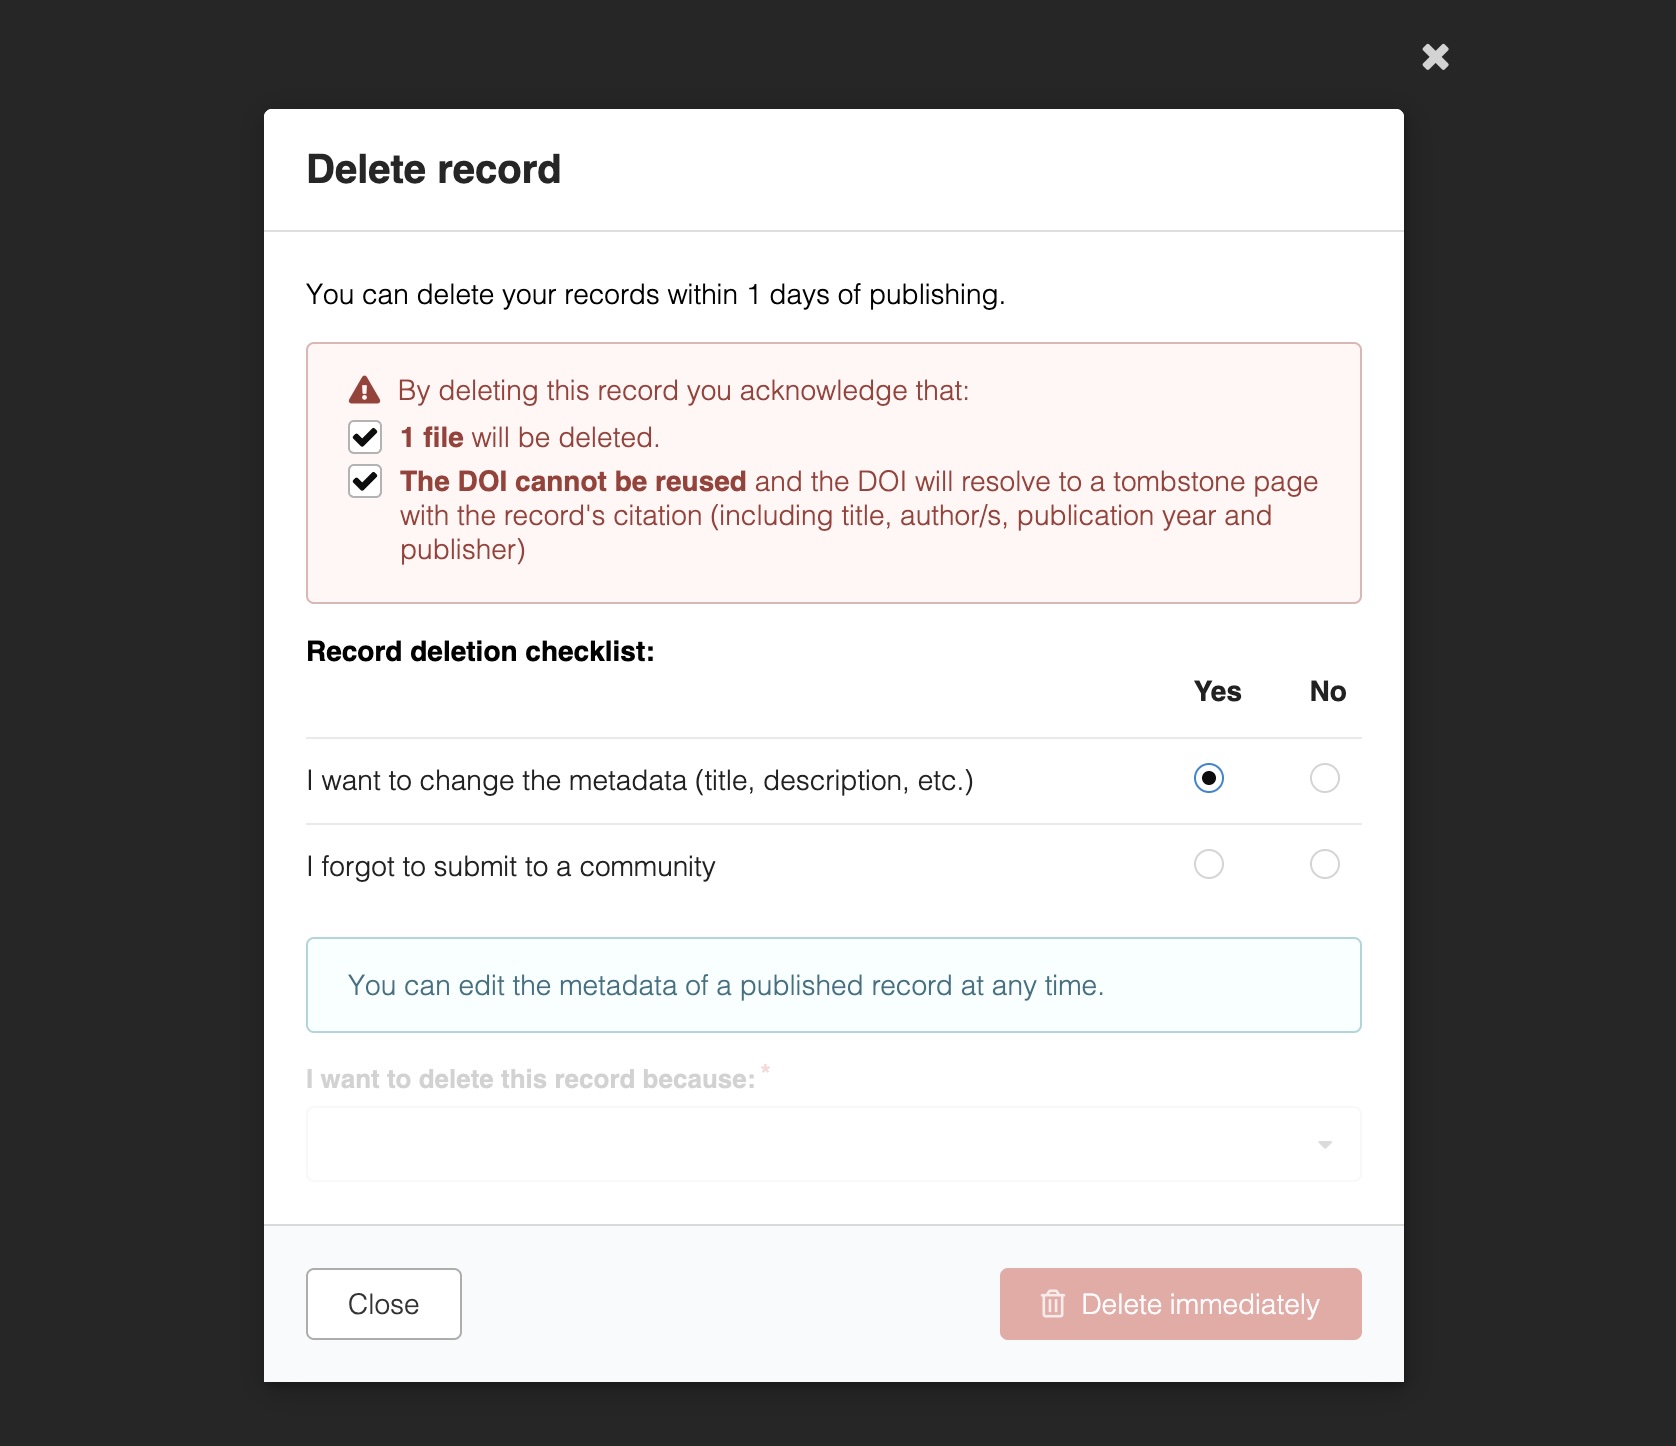 Delete record
You can delete your records within 1 days of publishing.
By deleting this record you acknowledge that:
1 file will be deleted.
The DOI cannot be reused and the DOI will resolve to a tombstone page
with the record's citation (including title, author/s, publication year and
publisher)
Record deletion checklist:
Yes No
I want to change the metadata (title, description, etc.)
I forgot to submit to a community
You can edit the metadata of a published record at any time.
I want to delete this record because: *
Close
Delete immediately